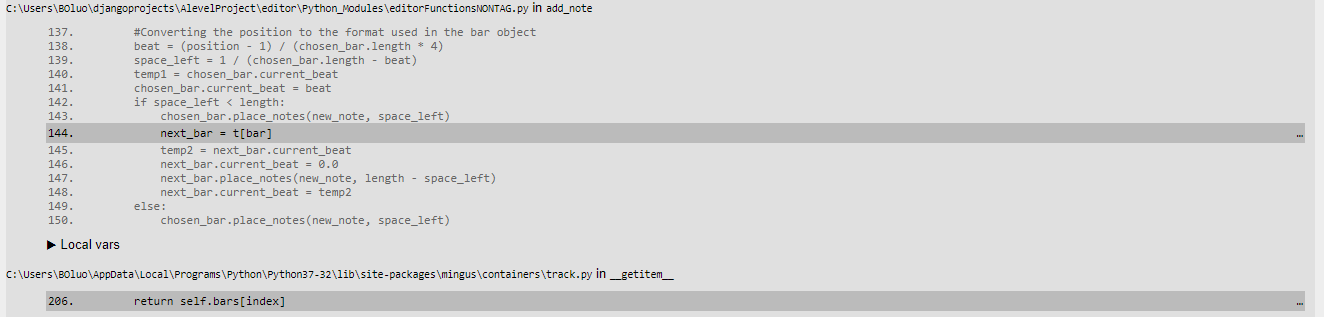 C:\Users\BOluo\djangoprojects\AlevelProject\editor\Python_Modules\editorFunctionsNONTAG.py in add_note
137. #Converting the position to the format used in the bar object
138. beat = (position - 1) / (chosen_bar.length * 4)
139. space_left = 1 / (chosen_bar.length - beat)
140. temp1 = chosen_bar.current_beat
141. chosen_bar.current_beat = beat
142. if space_left < length:
143. chosen_bar.place_notes(new_note, space_left)
144. next_bar = t[bar] …
145. temp2 = next_bar.current_beat
146. next_bar.current_beat = 0.0
147. next_bar.place_notes(new_note, length - space_left)
148. next_bar.current_beat = temp2
149. else:
150. chosen_bar.place_notes(new_note, space_left)
▶ Local vars
C:\Users\BOluo\AppData\Local\Programs\Python\Python37-32\lib\site-packages\mingus\containers\track.py in __getitem__
206. return self.bars[index] …